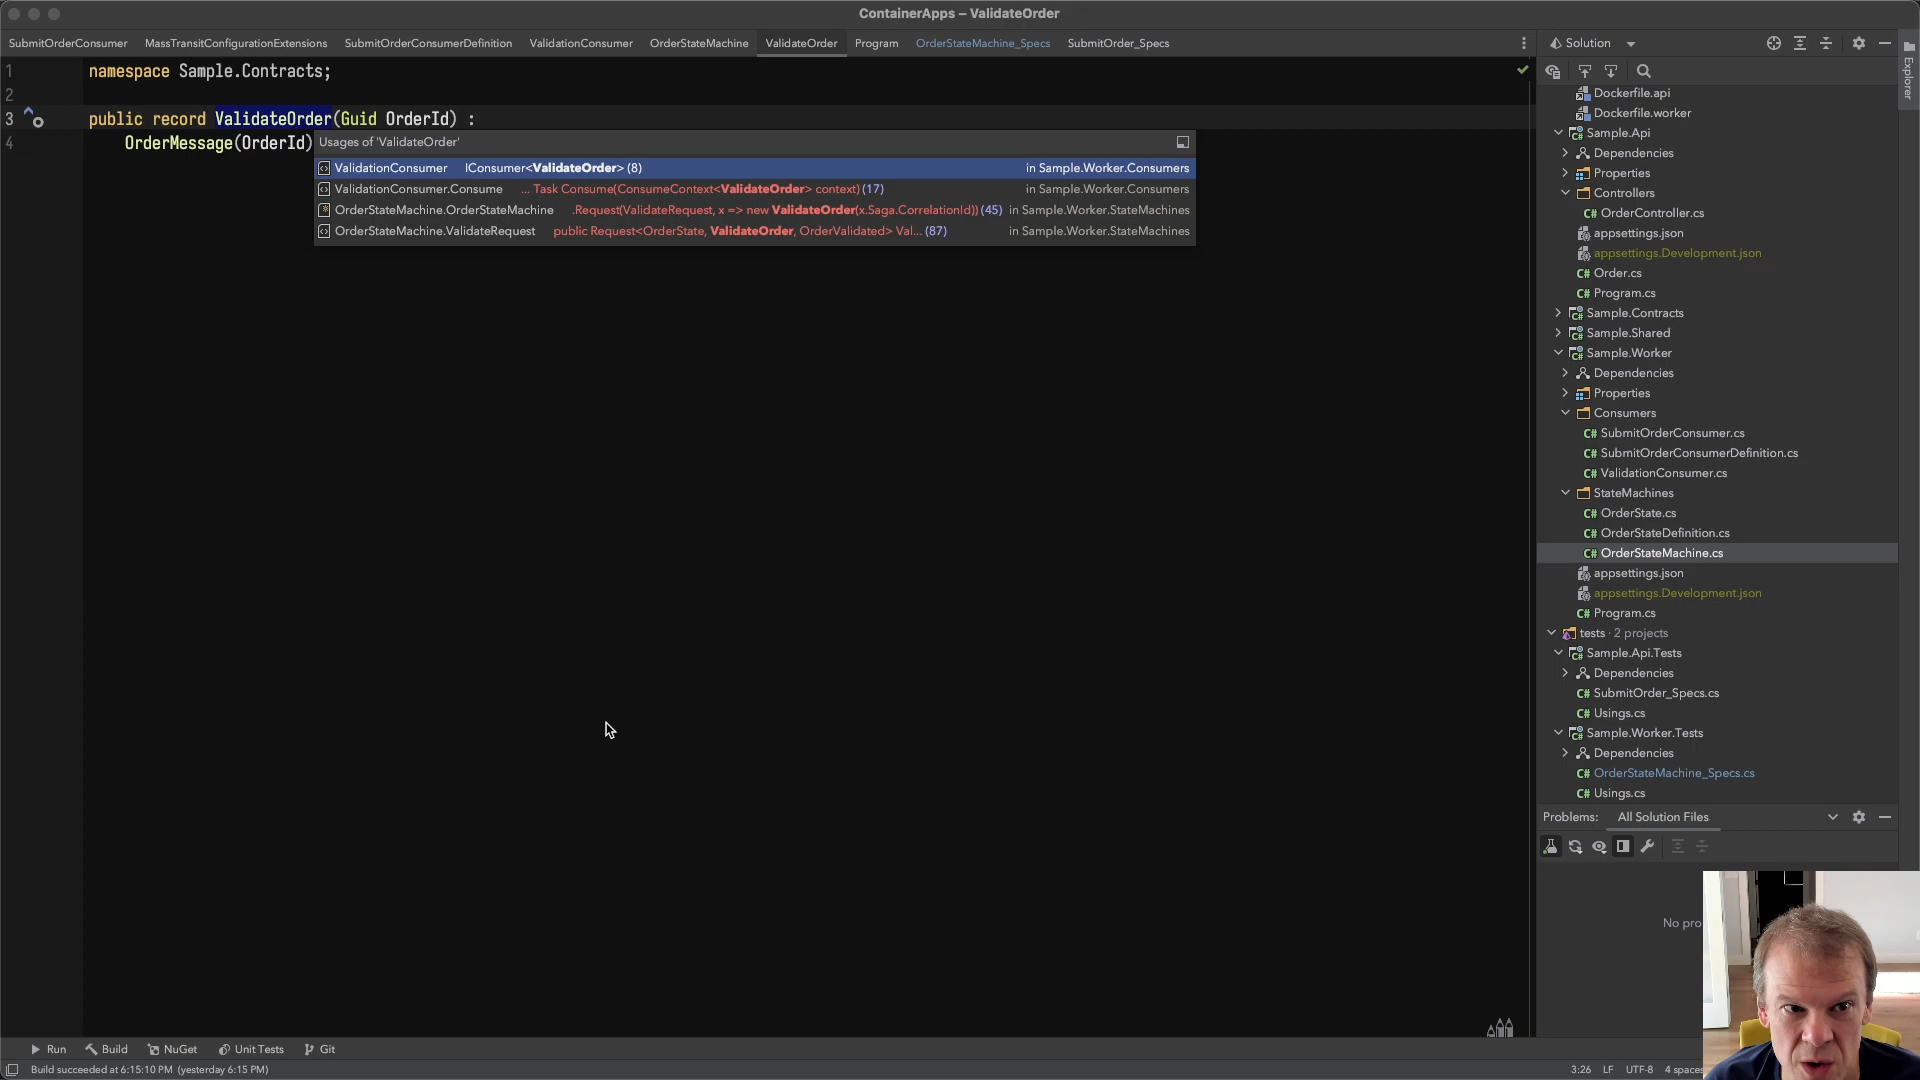 ContainerApps – ValidateOrder
SubmitOrderConsumer MassTransitConfigurationExtensions SubmitOrderConsumerDefinition ValidationConsumer OrderStateMachine ValidateOrder Program OrderStateMachine_Specs SubmitOrder_Specs
1 namespace Sample.Contracts;
2
3 public record ValidateOrder(Guid OrderId) :
4 OrderMessage(OrderId)
Usages of 'ValidateOrder'
ValidationConsumer IConsumer<ValidateOrder> (8) in Sample.Worker.Consumers
ValidationConsumer.Consume ... Task Consume(ConsumeContext<ValidateOrder> context) (17) in Sample.Worker.Consumers
OrderStateMachine.OrderStateMachine .Request(ValidateRequest, x => new ValidateOrder(x.Saga.CorrelationId)) (45) in Sample.Worker.StateMachines
OrderStateMachine.ValidateRequest public Request<OrderState, ValidateOrder, OrderValidated> Val... (87) in Sample.Worker.StateMachines
Solution
Explorer
Dockerfile.api
Dockerfile.worker
Sample.Api
Dependencies
Properties
Controllers
C# OrderController.cs
appsettings.json
appsettings.Development.json
C# Order.cs
C# Program.cs
Sample.Contracts
Sample.Shared
Sample.Worker
Dependencies
Properties
Consumers
C# SubmitOrderConsumer.cs
C# SubmitOrderConsumerDefinition.cs
C# ValidationConsumer.cs
StateMachines
C# OrderState.cs
C# OrderStateDefinition.cs
C# OrderStateMachine.cs
appsettings.json
appsettings.Development.json
C# Program.cs
tests · 2 projects
Sample.Api.Tests
Dependencies
C# SubmitOrder_Specs.cs
C# Usings.cs
Sample.Worker.Tests
Dependencies
C# OrderStateMachine_Specs.cs
C# Usings.cs
Problems: All Solution Files
No pro
Run Build NuGet Unit Tests Git
Build succeeded at 6:15:10 PM (yesterday 6:15 PM) 3:26 LF UTF-8 4 spaces